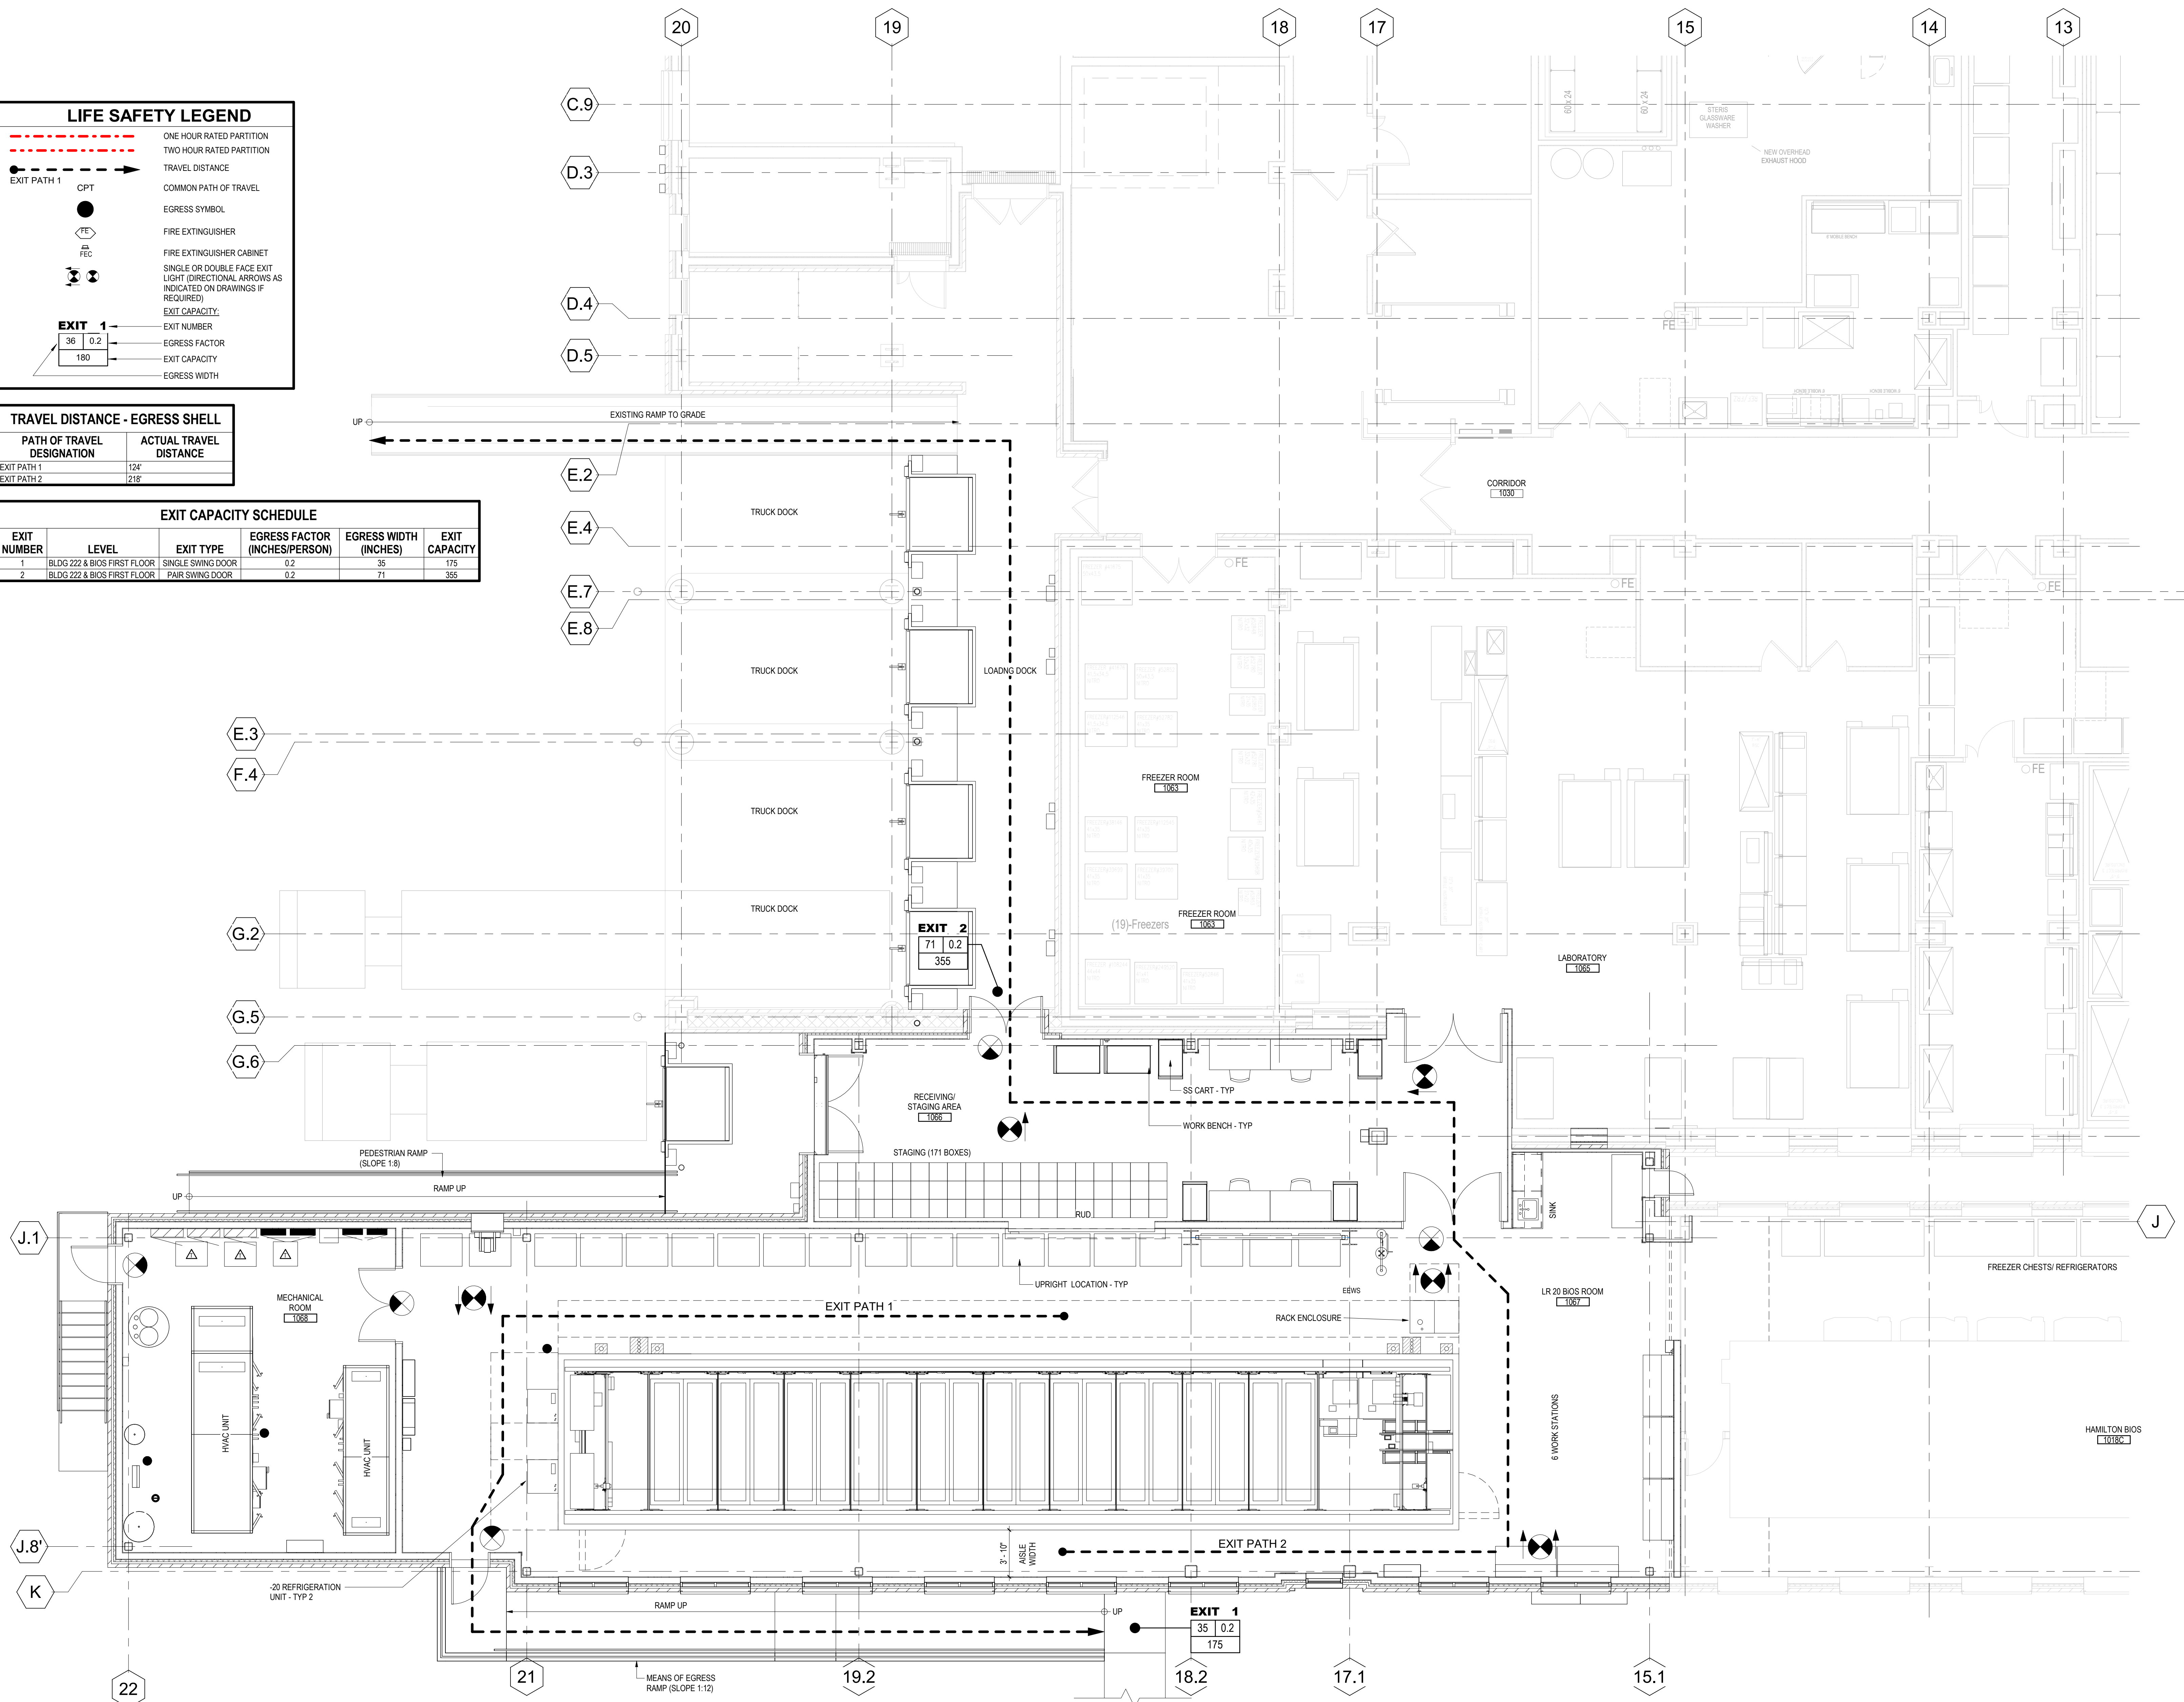 20
19
18
17
15
14
13
LIFE SAFETY LEGEND
ONE HOUR RATED PARTITION
TWO HOUR RATED PARTITION
TRAVEL DISTANCE
EXIT PATH 1
CPT
COMMON PATH OF TRAVEL
EGRESS SYMBOL
FE
FIRE EXTINGUISHER
FEC
FIRE EXTINGUISHER CABINET
SINGLE OR DOUBLE FACE EXIT
LIGHT (DIRECTIONAL ARROWS AS
INDICATED ON DRAWINGS IF
REQUIRED)
EXIT CAPACITY:
EXIT 1
EXIT NUMBER
36 0.2
EGRESS FACTOR
180
EXIT CAPACITY
EGRESS WIDTH
TRAVEL DISTANCE - EGRESS SHELL
PATH OF TRAVEL DESIGNATION
ACTUAL TRAVEL DISTANCE
EXIT PATH 1 124'
EXIT PATH 2 218'
EXIT CAPACITY SCHEDULE
EXIT NUMBER
LEVEL
EXIT TYPE
EGRESS FACTOR (INCHES/PERSON)
EGRESS WIDTH (INCHES)
EXIT CAPACITY
1 BLDG 222 & BIOS FIRST FLOOR SINGLE SWING DOOR 0.2 35 175
2 BLDG 222 & BIOS FIRST FLOOR PAIR SWING DOOR 0.2 71 355
C.9
D.3
D.4
D.5
E.2
E.4
E.7
E.8
E.3
F.4
G.2
G.5
G.6
J.1
J.8'
K
J
60 x 24
60 x 24
STERIS
GLASSWARE
WASHER
NEW OVERHEAD
EXHAUST HOOD
6' MOBILE BENCH
FE
UP
EXISTING RAMP TO GRADE
CORRIDOR
1030
TRUCK DOCK
FE
FE
FE
TRUCK DOCK
LOADNG DOCK
FREEZER ROOM
1063
FE
TRUCK DOCK
TRUCK DOCK
EXIT 2
71 0.2
355
(19)-Freezers
FREEZER ROOM
1063
LABORATORY
1065
SS CART - TYP
RECEIVING/
STAGING AREA
1066
WORK BENCH - TYP
PEDESTRIAN RAMP
(SLOPE 1:8)
STAGING (171 BOXES)
UP
RAMP UP
RUD
SINK
MECHANICAL
ROOM
1068
UPRIGHT LOCATION - TYP
EEWS
FREEZER CHESTS/ REFRIGERATORS
LR 20 BiOS ROOM
1067
EXIT PATH 1
RACK ENCLOSURE
HVAC UNIT
HVAC UNIT
6 WORK STATIONS
HAMILTON BIOS
1018C
3' - 10"
AISLE
WIDTH
EXIT PATH 2
-20 REFRIGERATION
UNIT - TYP 2
RAMP UP
UP
EXIT 1
35 0.2
175
MEANS OF EGRESS
RAMP (SLOPE 1:12)
22
21
19.2
18.2
17.1
15.1